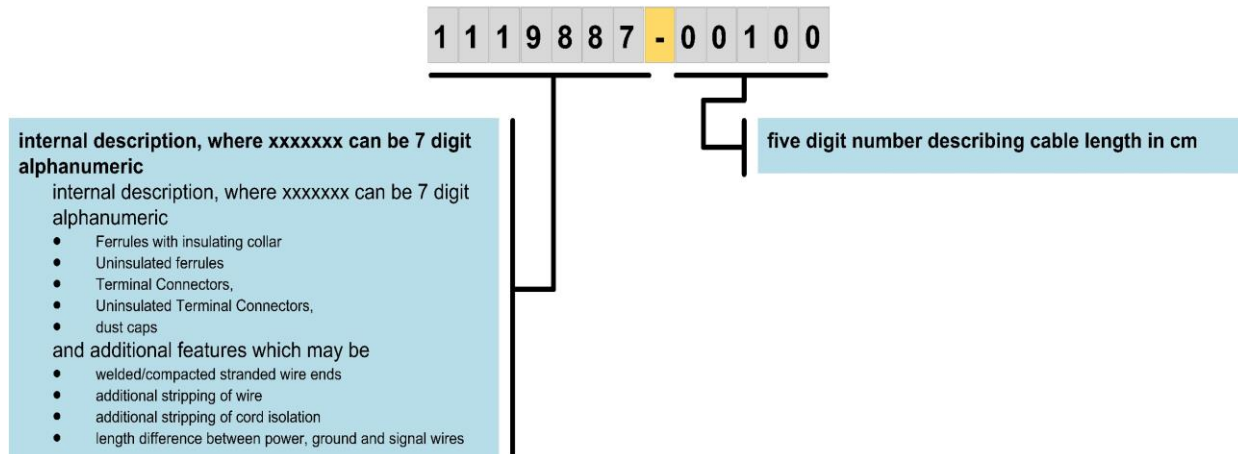 1119887-00100
internal description, where xxxxxxx can be 7 digit
alphanumeric
internal description, where xxxxxxx can be 7 digit
alphanumeric
● Ferrules with insulating collar
● Uninsulated ferrules
● Terminal Connectors,
● Uninsulated Terminal Connectors,
● dust caps
and additional features which may be
● welded/compacted stranded wire ends
● additional stripping of wire
● additional stripping of cord isolation
● length difference between power, ground and signal wires
five digit number describing cable length in cm